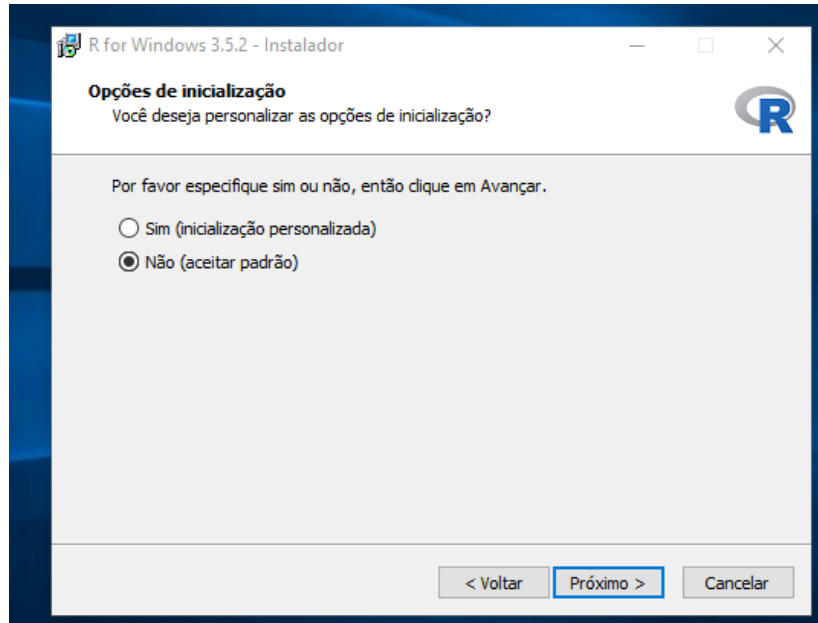 R for Windows 3.5.2 - Instalador
Opções de inicialização
Você deseja personalizar as opções de inicialização?
R
Por favor especifique sim ou não, então clique em Avançar.
Sim (inicialização personalizada)
Não (aceitar padrão)
< Voltar
Próximo >
Cancelar